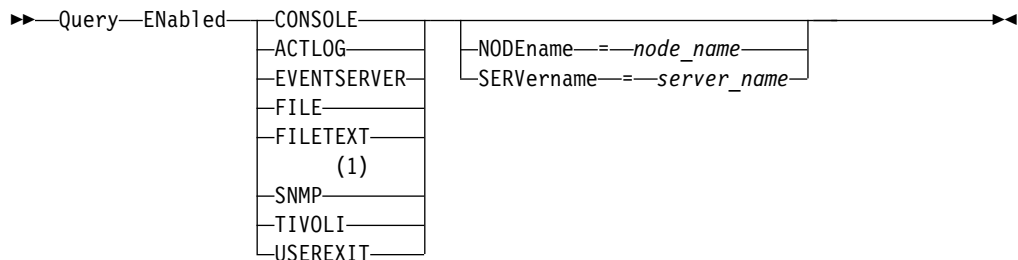 Query ENabled CONSOLE
ACTLOG NODEname = node_name
EVENTSERVER SERVername = server_name
FILE
FILETEXT
(1)
SNMP
TIVOLI
USEREXIT